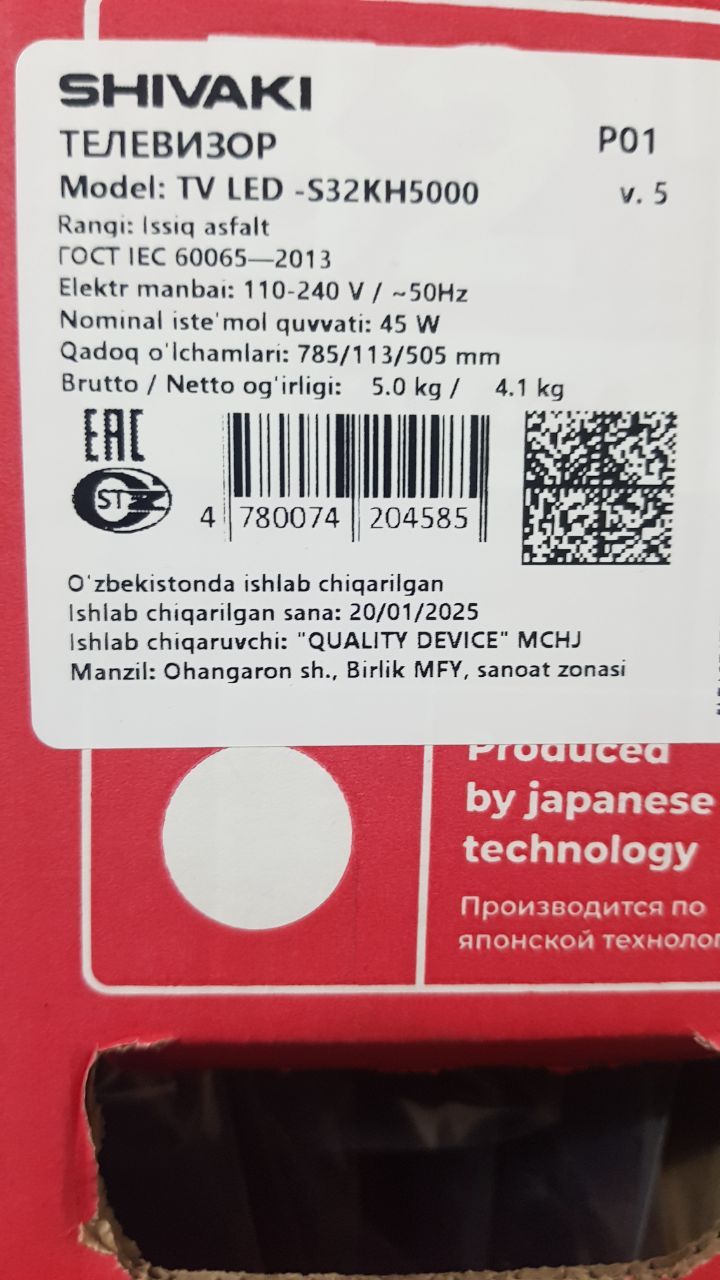 SHIVAKI
ТЕЛЕВИЗОР
P01
Model: TV LED -S32KH5000
v. 5
Rangi: Issiq asfalt
ГОСТ IEC 60065—2013
Elektr manbai: 110-240 V / ~50Hz
Nominal iste'mol quvvati: 45 W
Qadoq o'lchamlari: 785/113/505 mm
Brutto / Netto og'irligi: 5.0 kg / 4.1 kg
EAC
ST
4 780074 204585
O'zbekistonda ishlab chiqarilgan
Ishlab chiqarilgan sana: 20/01/2025
Ishlab chiqaruvchi: "QUALITY DEVICE" MCHJ
Manzil: Ohangaron sh., Birlik MFY, sanoat zonasi
Produced
by japanese
technology
Производится по
японской